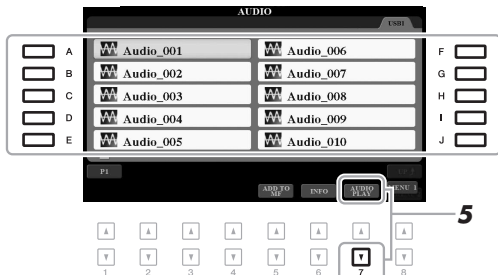 AUDIO
USB1
A Audio_001 Audio_006 F
B Audio_002 Audio_007 G
C Audio_003 Audio_008 H
D Audio_004 Audio_009 I
E Audio_005 Audio_010 J
P1 UP
ADD TO MF INFO AUDIO PLAY MENU 1
5
1 2 3 4 5 6 7 8